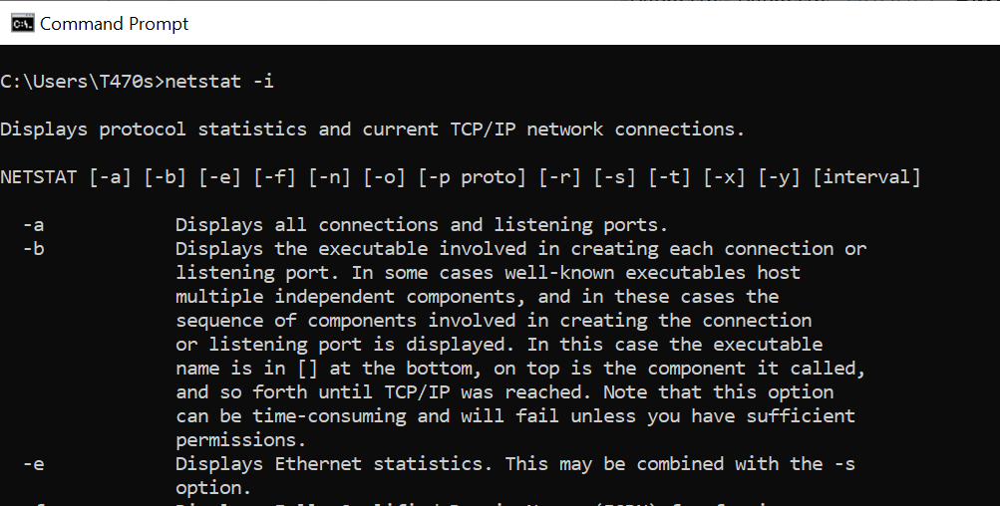 Command Prompt
C:\Users\T470s>netstat -i
Displays protocol statistics and current TCP/IP network connections.
NETSTAT [-a] [-b] [-e] [-f] [-n] [-o] [-p proto] [-r] [-s] [-t] [-x] [-y] [interval]
-a Displays all connections and listening ports.
-b Displays the executable involved in creating each connection or
listening port. In some cases well-known executables host
multiple independent components, and in these cases the
sequence of components involved in creating the connection
or listening port is displayed. In this case the executable
name is in [] at the bottom, on top is the component it called,
and so forth until TCP/IP was reached. Note that this option
can be time-consuming and will fail unless you have sufficient
permissions.
-e Displays Ethernet statistics. This may be combined with the -s
option.